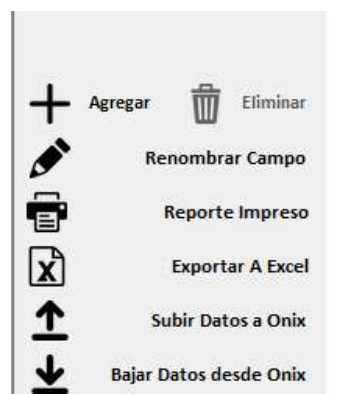 Agregar Eliminar
Renombrar Campo
Reporte Impreso
Exportar A Excel
Subir Datos a Onix
Bajar Datos desde Onix